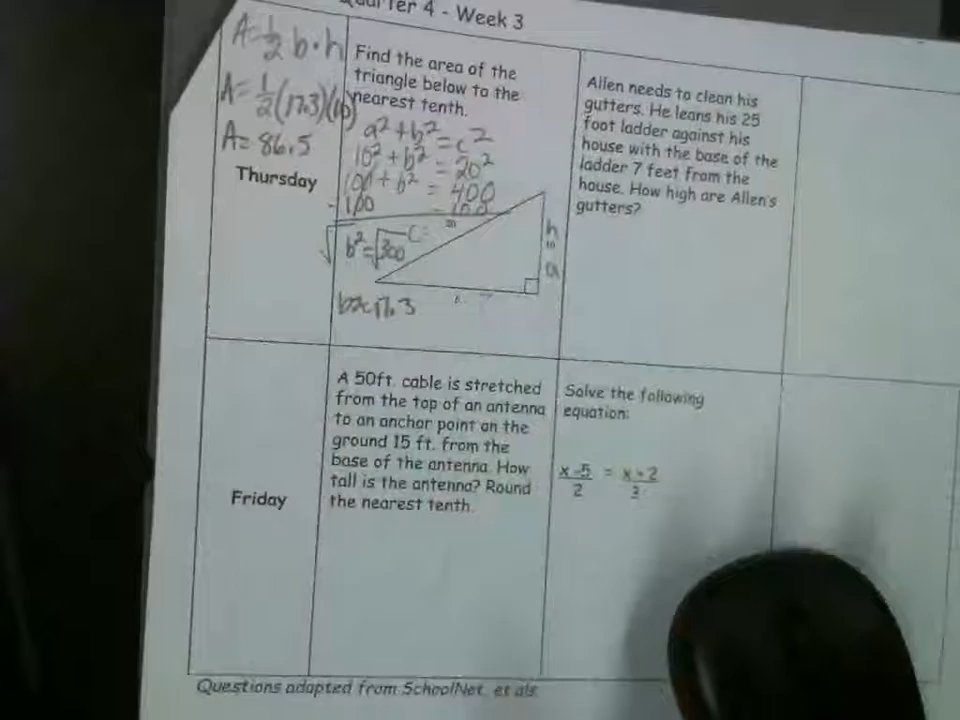 Quarter 4 - Week 3
A=1/2 b·h
A=1/2(17.3)(10)
A=86.5
Thursday
Find the area of the
triangle below to the
nearest tenth.
a²+b²=c²
10²+b²=20²
100+b²=400
-100 -100
b²=√300
b≈17.3
c=
20
h
10
a
b
Allen needs to clean his
gutters. He leans his 25
foot ladder against his
house with the base of the
ladder 7 feet from the
house. How high are Allen's
gutters?
Friday
A 50ft. cable is stretched
from the top of an antenna
to an anchor point on the
ground 15 ft. from the
base of the antenna. How
tall is the antenna? Round
the nearest tenth.
Solve the following
equation:
x-5 = x+2
2 3
Questions adapted from SchoolNet, et als